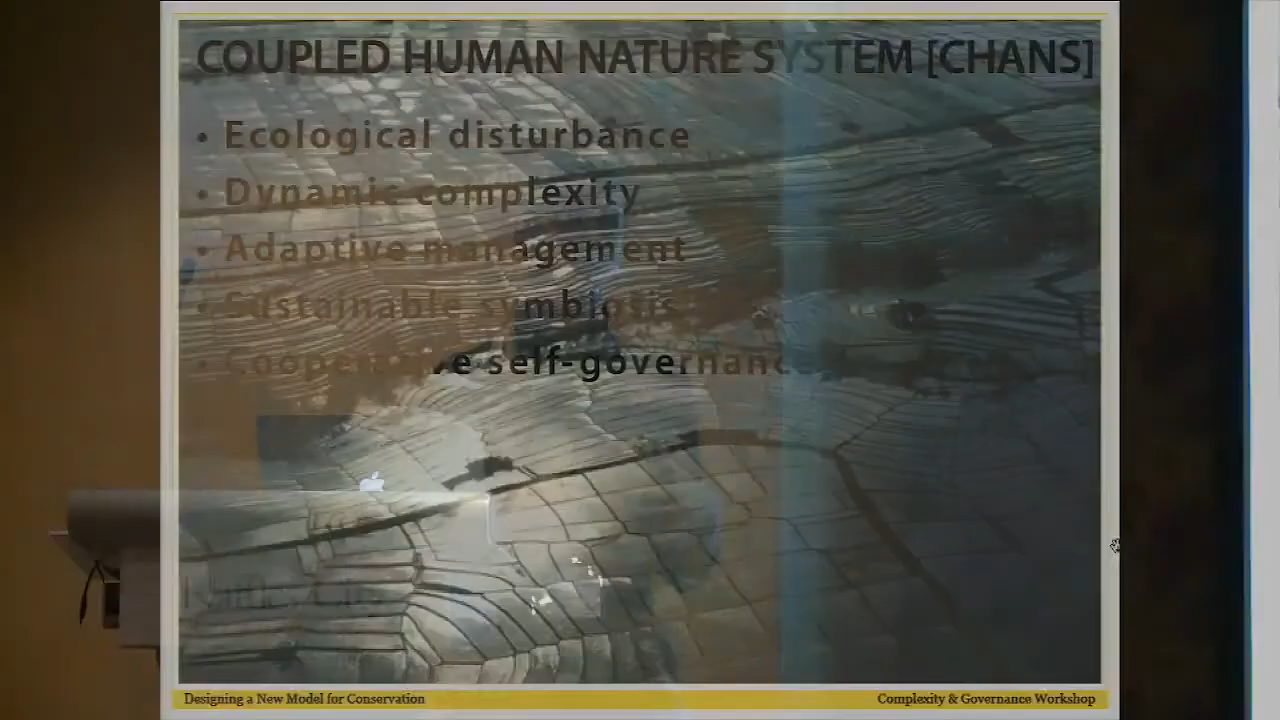 COUPLED HUMAN NATURE SYSTEM [CHANS]
• Ecological disturbance
• Dynamic complexity
• Adaptive management
• Sustainable symbiosis
• Cooperative self-governance
Designing a New Model for Conservation
Complexity & Governance Workshop